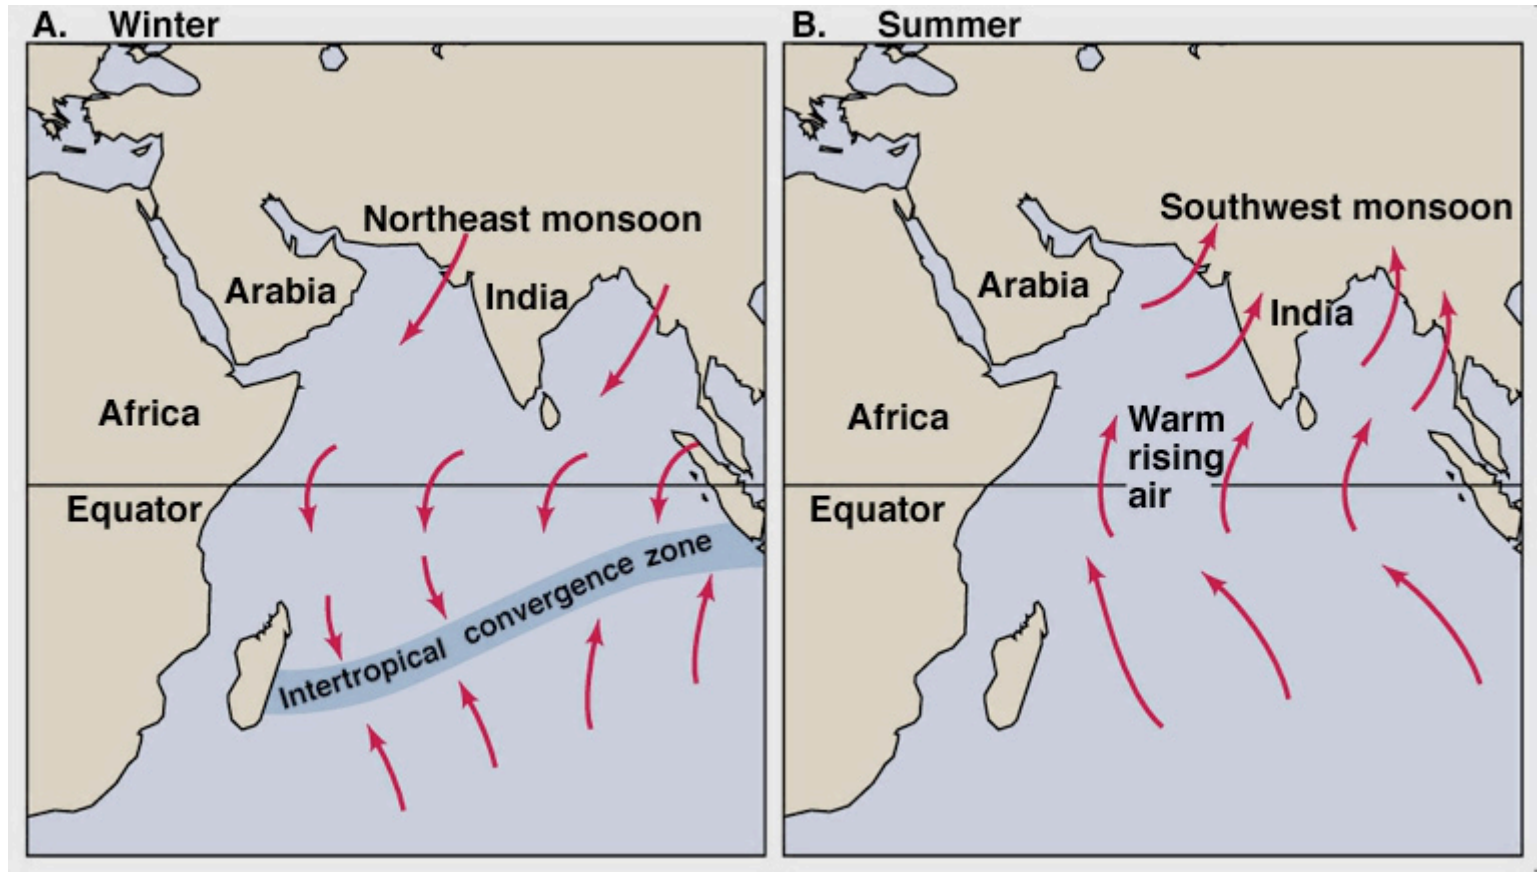 A. Winter
Northeast monsoon
Arabia
India
Africa
Equator
Intertropical convergence zone
B. Summer
Southwest monsoon
Arabia
India
Africa
Warm
rising
air
Equator